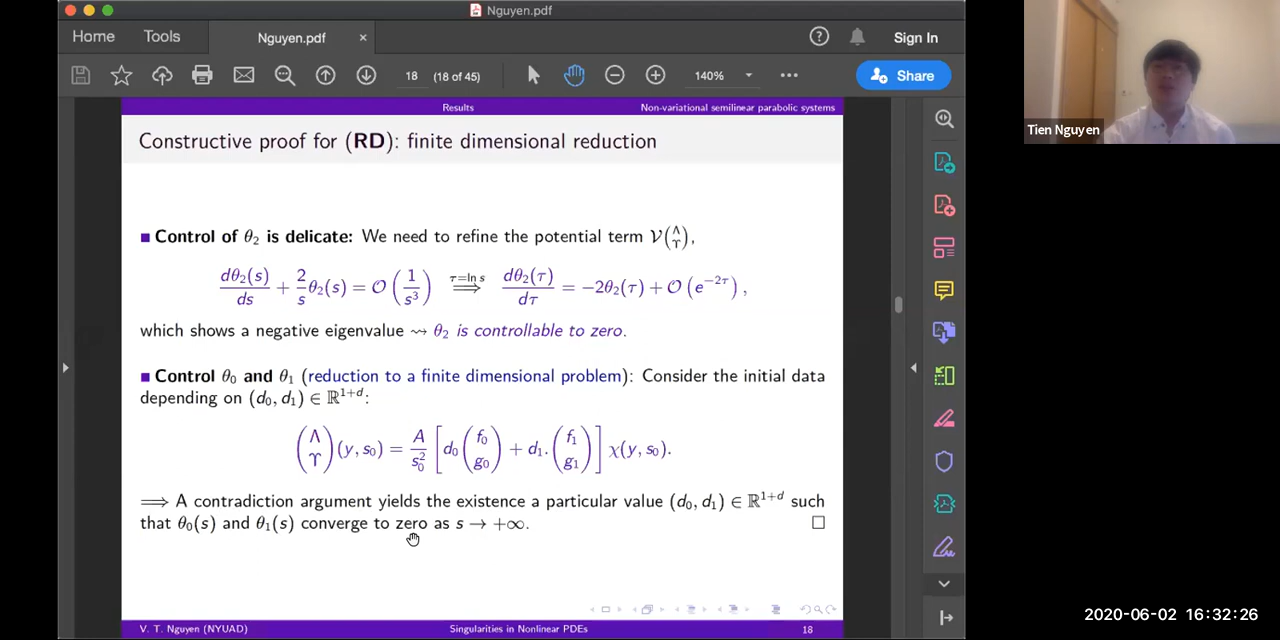 Nguyen.pdf
Home Tools Nguyen.pdf × Sign In
18 (18 of 45) 140% Share
Results Non-variational semilinear parabolic systems
Constructive proof for (RD): finite dimensional reduction
■ Control of θ₂ is delicate: We need to refine the potential term 𝒱(Λ ϒ),
dθ₂(s)/ds + 2/s θ₂(s) = 𝒪(1/s³) τ=ln s ⟹ dθ₂(τ)/dτ = −2θ₂(τ) + 𝒪(e^{−2τ}),
which shows a negative eigenvalue ⇝ θ₂ is controllable to zero.
■ Control θ₀ and θ₁ (reduction to a finite dimensional problem): Consider the initial data
depending on (d₀, d₁) ∈ ℝ^{1+d}:
(Λ ϒ)(y, s₀) = A/s₀² [d₀(f₀ g₀) + d₁.(f₁ g₁)] χ(y, s₀).
⟹ A contradiction argument yields the existence a particular value (d₀, d₁) ∈ ℝ^{1+d} such
that θ₀(s) and θ₁(s) converge to zero as s → +∞. □
V. T. Nguyen (NYUAD) Singularities in Nonlinear PDEs 18
Tien Nguyen
2020-06-02 16:32:26